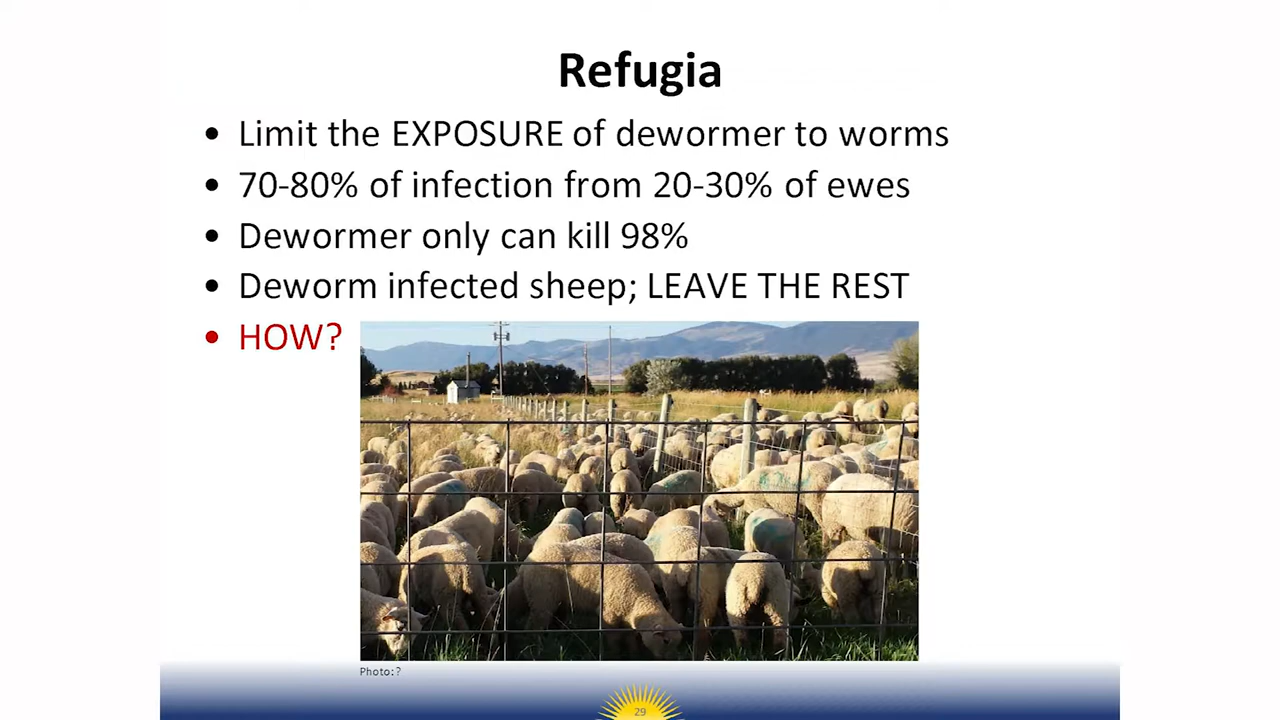 Refugia
• Limit the EXPOSURE of dewormer to worms
• 70-80% of infection from 20-30% of ewes
• Dewormer only can kill 98%
• Deworm infected sheep; LEAVE THE REST
• HOW?
Photo:?
29